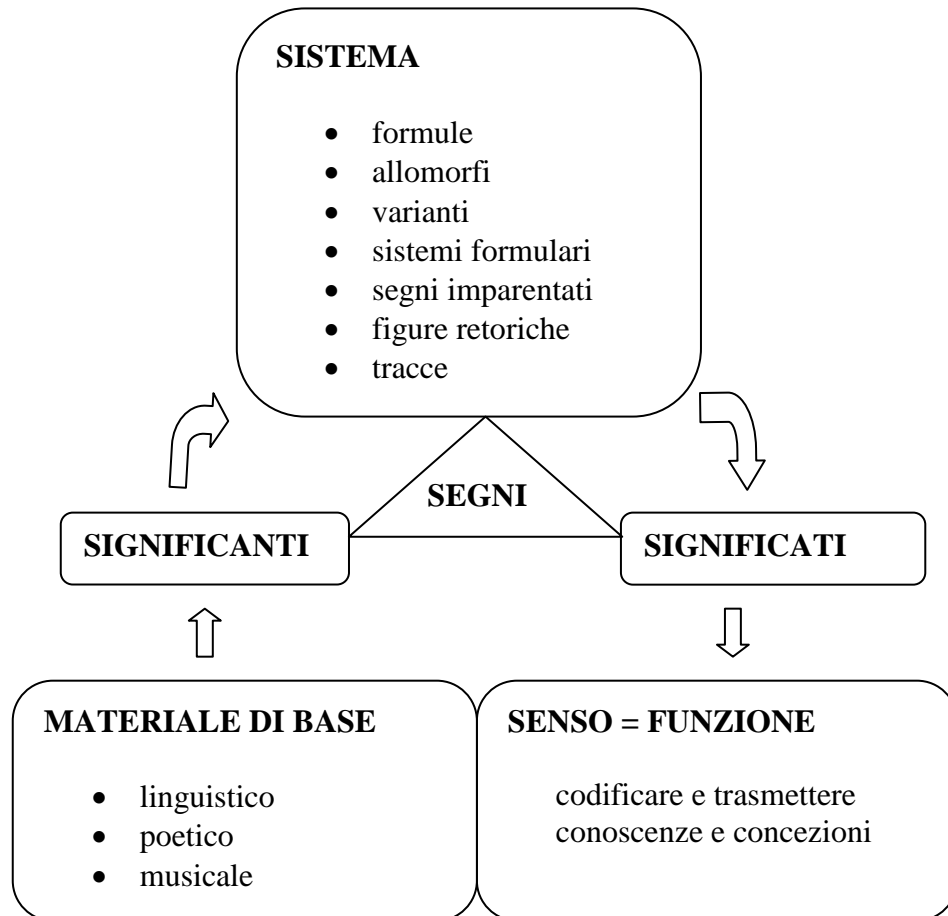 SISTEMA
• formule
• allomorfi
• varianti
• sistemi formulari
• segni imparentati
• figure retoriche
• tracce
SEGNI
SIGNIFICANTI
SIGNIFICATI
MATERIALE DI BASE
• linguistico
• poetico
• musicale
SENSO = FUNZIONE
codificare e trasmettere
conoscenze e concezioni